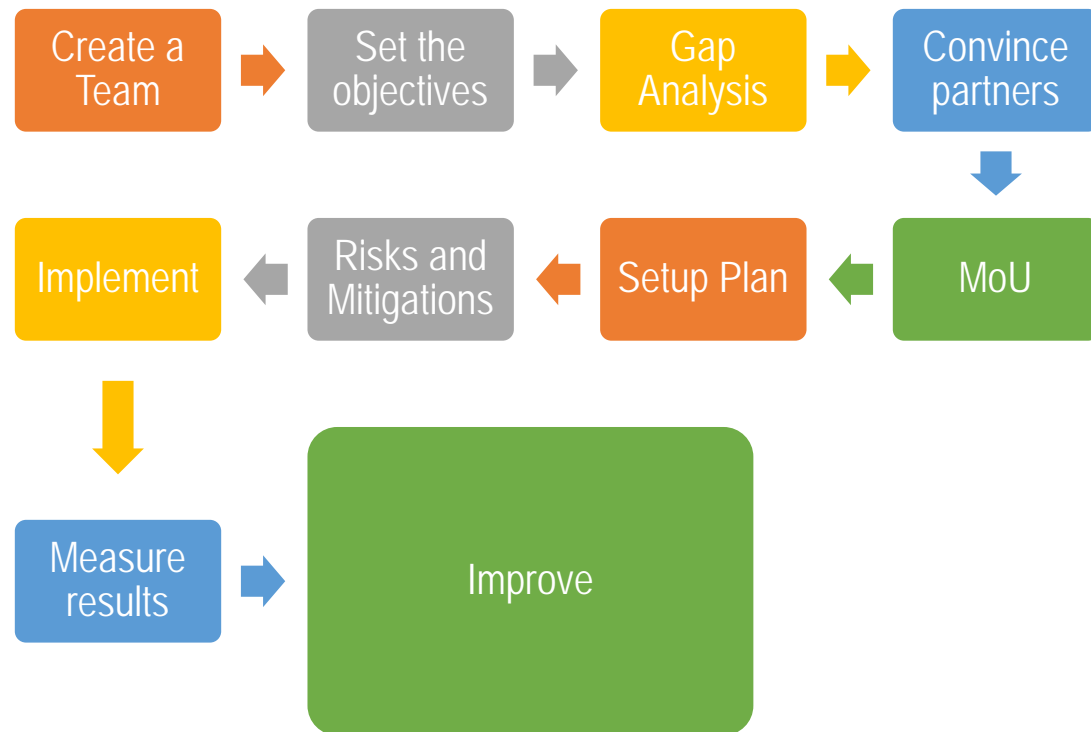 Create a
Team
Set the
objectives
Gap
Analysis
Convince
partners
MoU
Setup Plan
Risks and
Mitigations
Implement
Measure
results
Improve